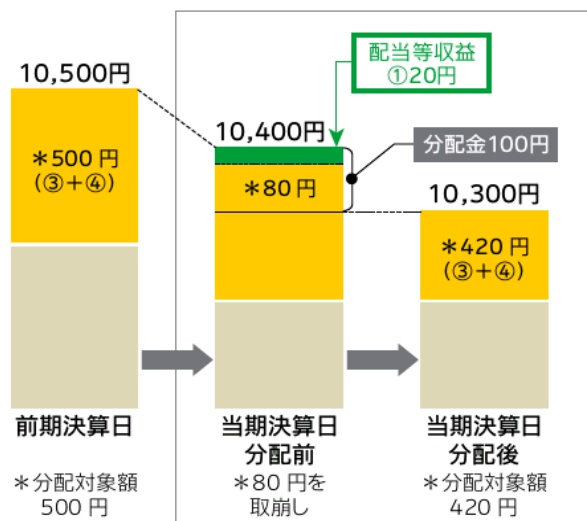 配当等収益
①20円
10,500円
10,400円
分配金100円
＊500円
(③＋④)
＊80円
10,300円
＊420円
(③＋④)
前期決算日
当期決算日
分配前
当期決算日
分配後
＊分配対象額
500円
＊80円を
取崩し
＊分配対象額
420円